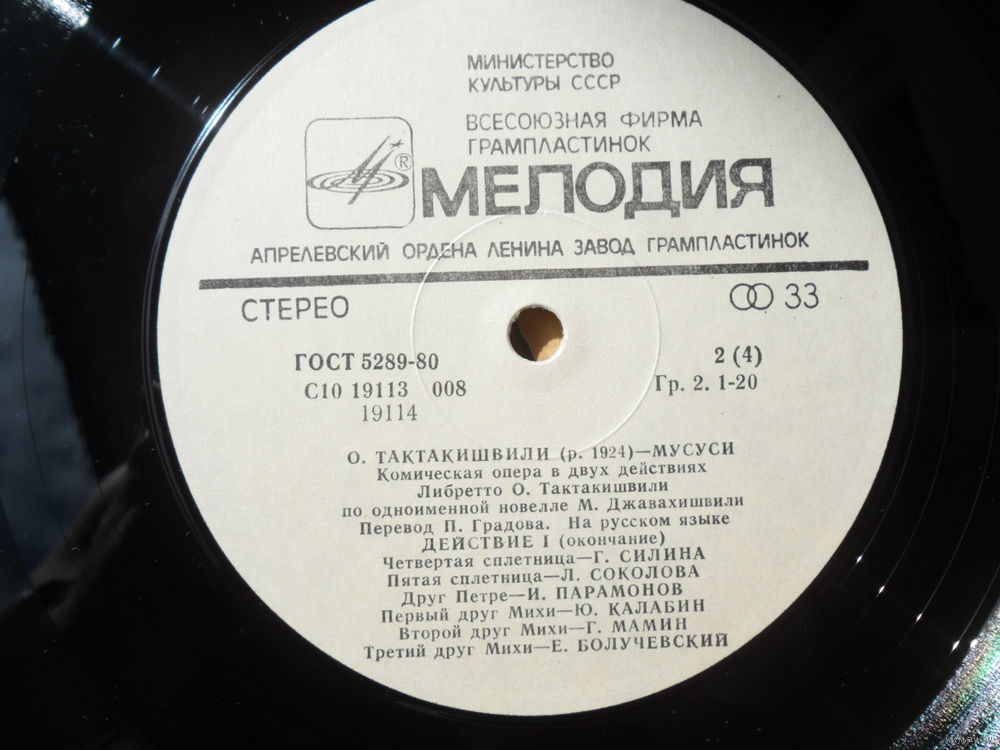 МИНИСТЕРСТВО
КУЛЬТУРЫ СССР
ВСЕСОЮЗНАЯ ФИРМА
ГРАМПЛАСТИНОК
®
МЕЛОДИЯ
АПРЕЛЕВСКИЙ ОРДЕНА ЛЕНИНА ЗАВОД ГРАМПЛАСТИНОК
СТЕРЕО 33
ГОСТ 5289-80 2 (4)
С10 19113 008 Гр. 2. 1-20
19114
О. ТАКТАКИШВИЛИ (р. 1924)—МУСУСИ
Комическая опера в двух действиях
Либретто О. Тактакишвили
по одноименной новелле М. Джавахишвили
Перевод П. Градова. На русском языке
ДЕЙСТВИЕ I (окончание)
Четвертая сплетница—Г. СИЛИНА
Пятая сплетница—Л. СОКОЛОВА
Друг Петре—И. ПАРАМОНОВ
Первый друг Михи—Ю. КАЛАБИН
Второй друг Михи—Г. МАМИН
Третий друг Михи—Е. БОЛУЧЕВСКИЙ